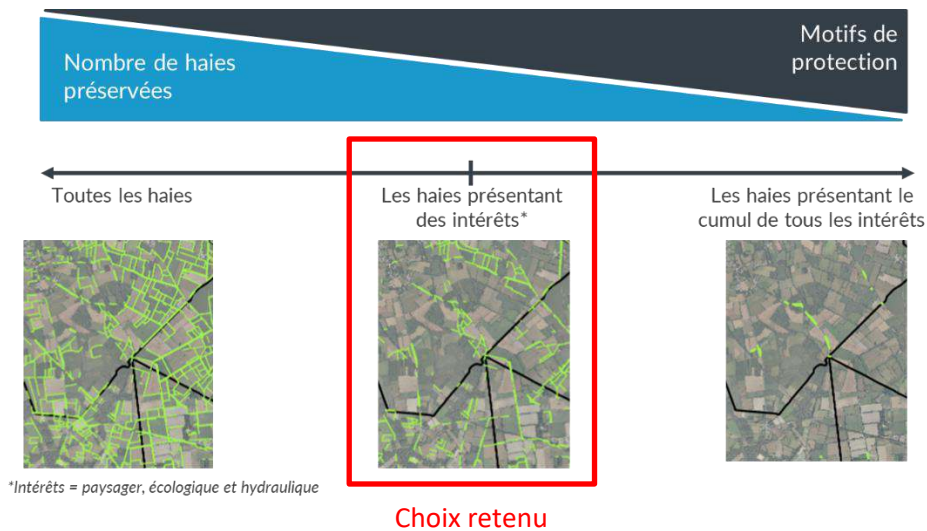 Motifs de
protection
Nombre de haies
préservées
Toutes les haies
Les haies présentant
des intérêts*
Les haies présentant le
cumul de tous les intérêts
*Intérêts = paysager, écologique et hydraulique
Choix retenu